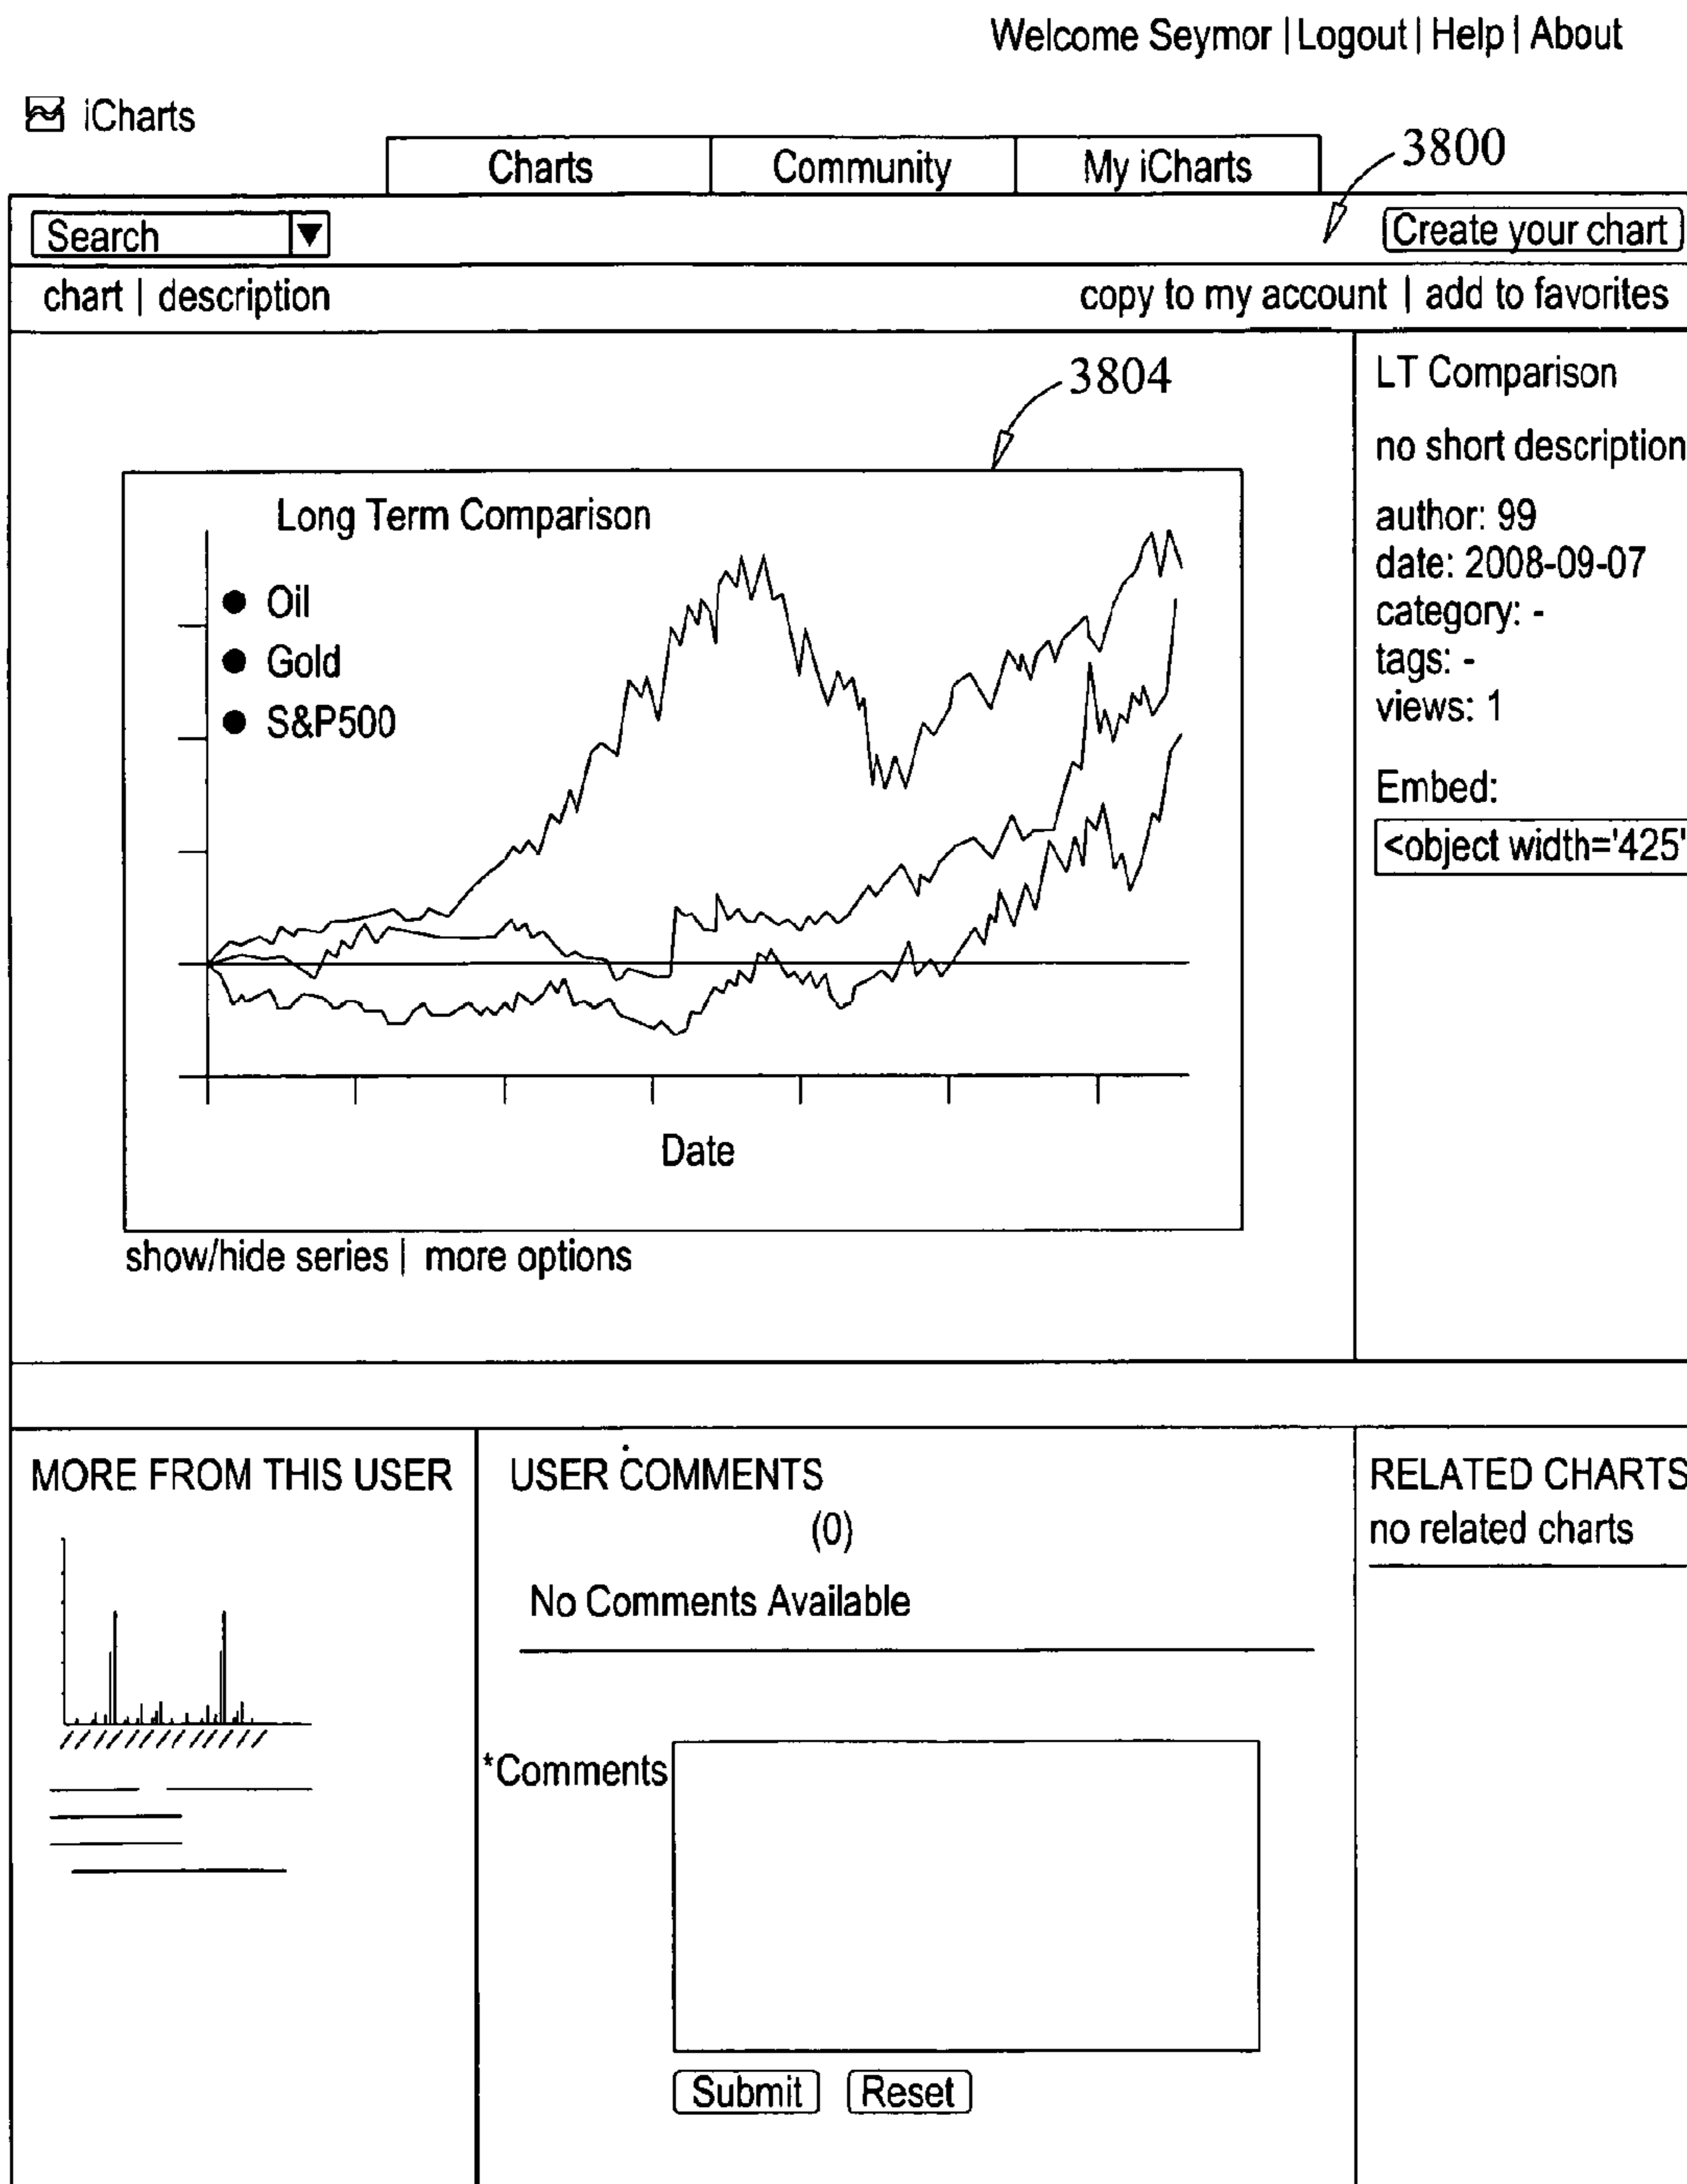 Welcome Seymor | Logout | Help | About
iCharts
Charts
Community
My iCharts
3800
Search
Create your chart
chart | description
copy to my account | add to favorites
3804
Long Term Comparison
Oil
Gold
S&P500
Date
show/hide series | more options
LT Comparison
no short description
author: 99
date: 2008-09-07
category: -
tags: -
views: 1
Embed:
<object width='425'
MORE FROM THIS USER
USER COMMENTS
(0)
No Comments Available
*Comments
Submit
Reset
RELATED CHARTS
no related charts